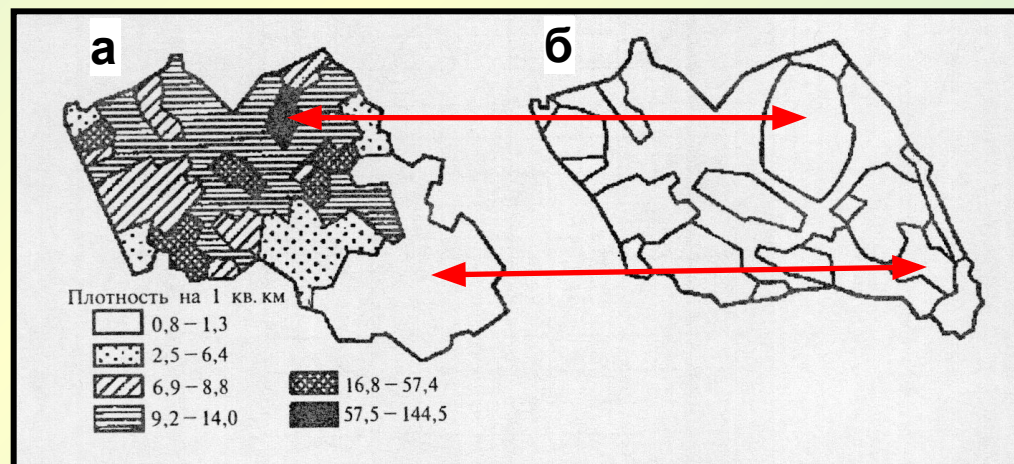 а
б
Плотность на 1 кв. км
0,8 – 1,3
2,5 – 6,4
6,9 – 8,8
9,2 – 14,0
16,8 – 57,4
57,5 – 144,5